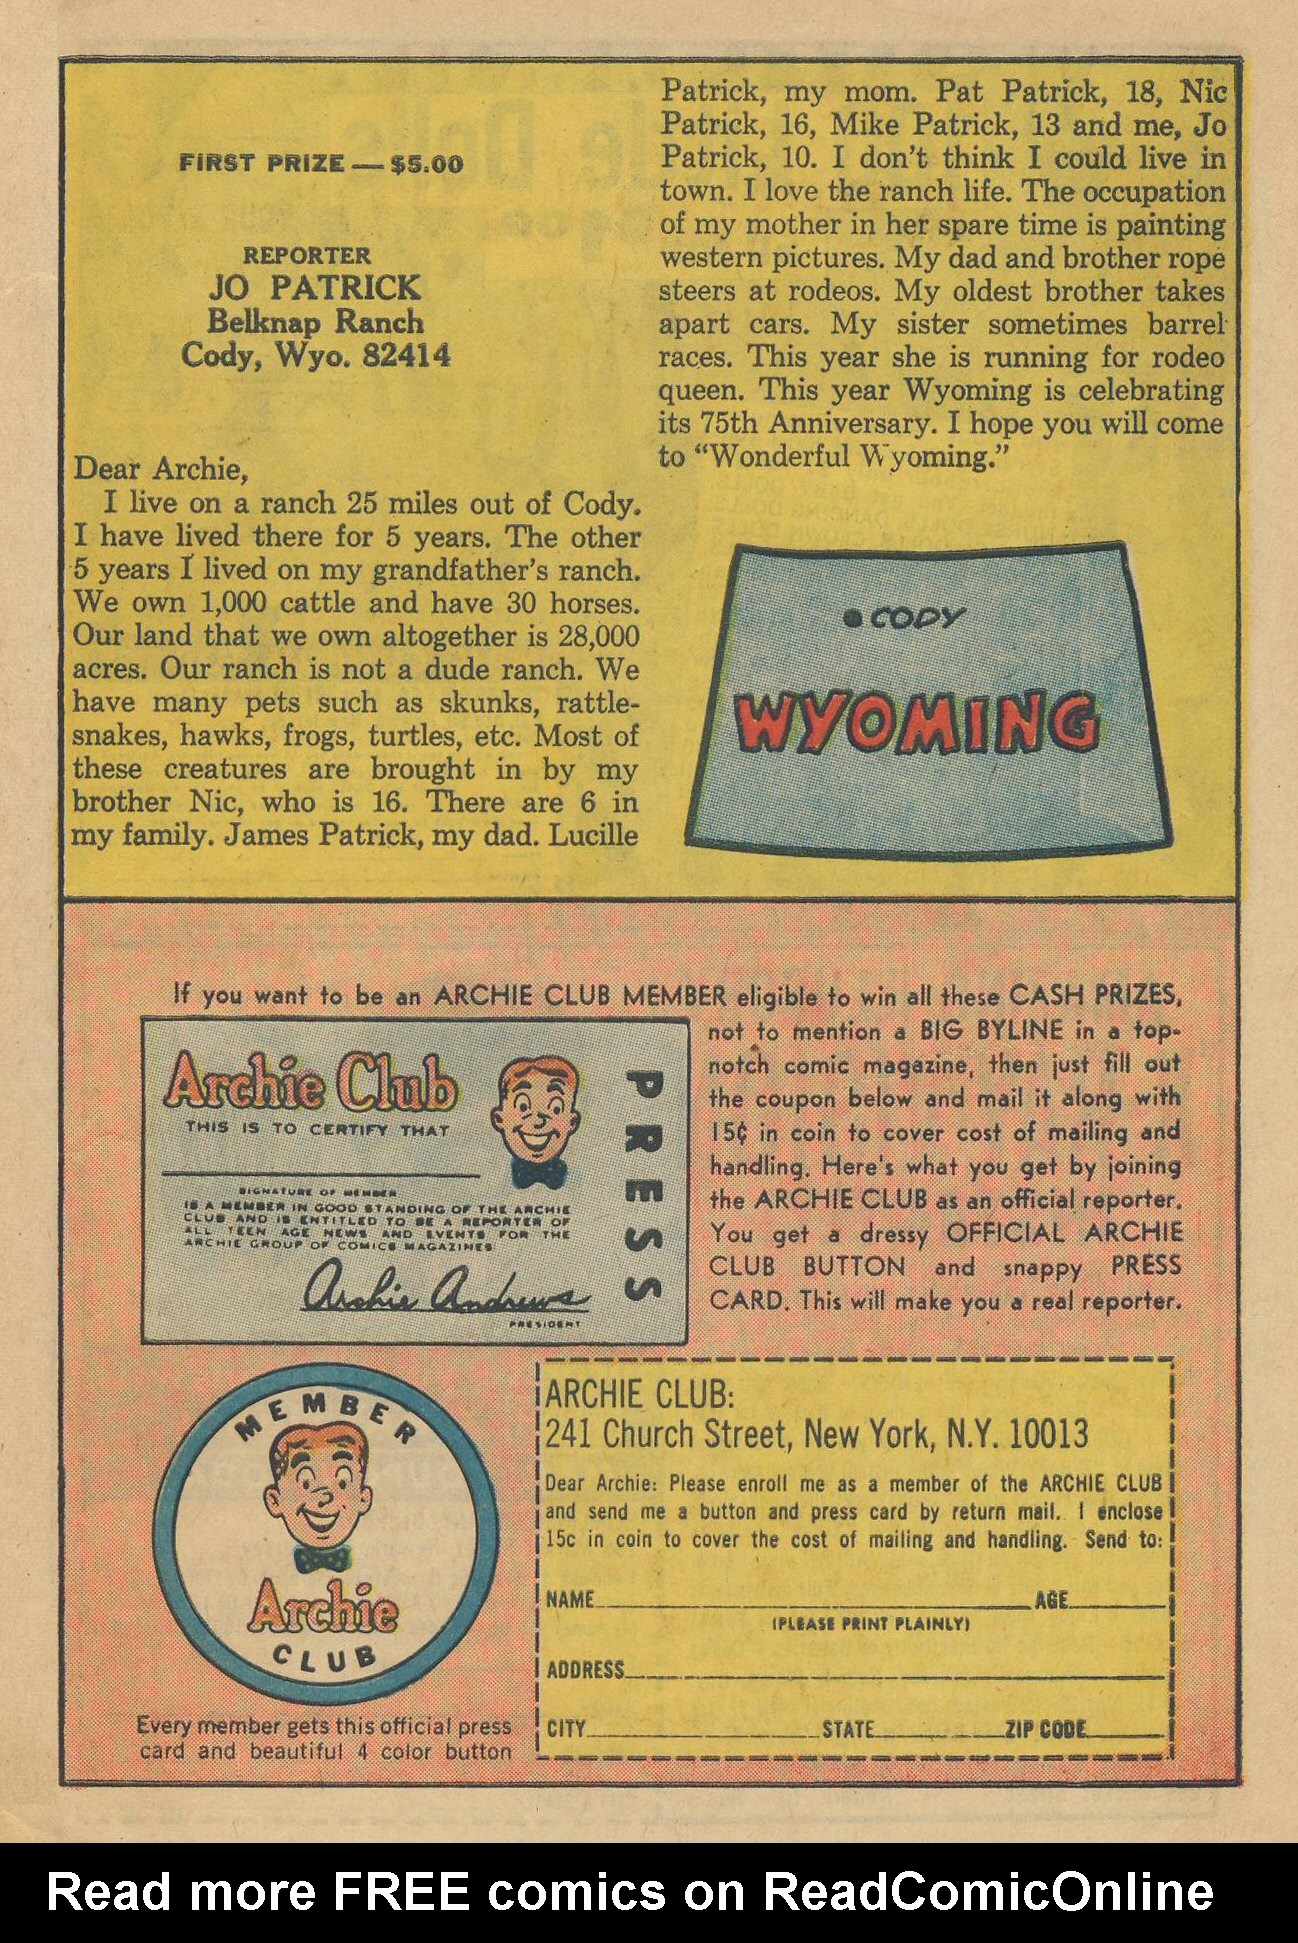 FIRST PRIZE — $5.00
REPORTER
JO PATRICK
Belknap Ranch
Cody, Wyo. 82414
Dear Archie,
I live on a ranch 25 miles out of Cody.
I have lived there for 5 years. The other
5 years I lived on my grandfather's ranch.
We own 1,000 cattle and have 30 horses.
Our land that we own altogether is 28,000
acres. Our ranch is not a dude ranch. We
have many pets such as skunks, rattle-
snakes, hawks, frogs, turtles, etc. Most of
these creatures are brought in by my
brother Nic, who is 16. There are 6 in
my family. James Patrick, my dad. Lucille
Patrick, my mom. Pat Patrick, 18, Nic
Patrick, 16, Mike Patrick, 13 and me, Jo
Patrick, 10. I don't think I could live in
town. I love the ranch life. The occupation
of my mother in her spare time is painting
western pictures. My dad and brother rope
steers at rodeos. My oldest brother takes
apart cars. My sister sometimes barrel
races. This year she is running for rodeo
queen. This year Wyoming is celebrating
its 75th Anniversary. I hope you will come
to "Wonderful Wyoming."
CODY
WYOMING
If you want to be an ARCHIE CLUB MEMBER eligible to win all these CASH PRIZES,
not to mention a BIG BYLINE in a top-
notch comic magazine, then just fill out
the coupon below and mail it along with
15¢ in coin to cover cost of mailing and
handling. Here's what you get by joining
the ARCHIE CLUB as an official reporter.
You get a dressy OFFICIAL ARCHIE
CLUB BUTTON and snappy PRESS
CARD. This will make you a real reporter.
Archie Club
THIS IS TO CERTIFY THAT
SIGNATURE OF MEMBER
IS A MEMBER IN GOOD STANDING OF THE ARCHIE
CLUB AND IS ENTITLED TO BE A REPORTER OF
ALL TEEN AGE NEWS AND EVENTS FOR THE
ARCHIE GROUP OF COMICS MAGAZINES
Archie Andrews
PRESIDENT
PRESS
MEMBER
Archie
CLUB
Every member gets this official press
card and beautiful 4 color button
ARCHIE CLUB:
241 Church Street, New York, N.Y. 10013
Dear Archie: Please enroll me as a member of the ARCHIE CLUB
and send me a button and press card by return mail. I enclose
15c in coin to cover the cost of mailing and handling. Send to:
NAME AGE
(PLEASE PRINT PLAINLY)
ADDRESS
CITY STATE ZIP CODE
Read more FREE comics on ReadComicOnline